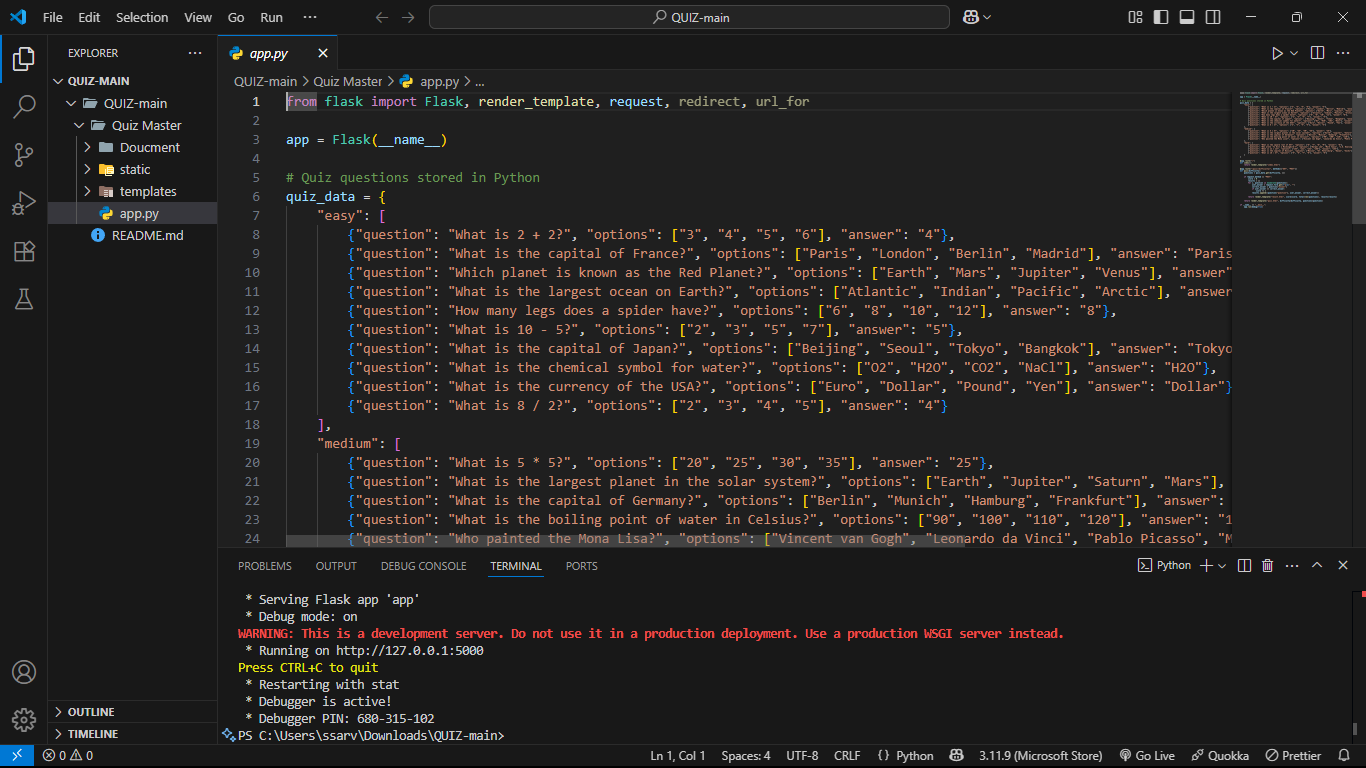 File Edit Selection View Go Run ··· QUIZ-main
EXPLORER ···
QUIZ-MAIN
QUIZ-main
Quiz Master
Doucment
static
templates
app.py
README.md
OUTLINE
TIMELINE
app.py
QUIZ-main > Quiz Master > app.py > ...
1 from flask import Flask, render_template, request, redirect, url_for
2
3 app = Flask(__name__)
4
5 # Quiz questions stored in Python
6 quiz_data = {
7 "easy": [
8 {"question": "What is 2 + 2?", "options": ["3", "4", "5", "6"], "answer": "4"},
9 {"question": "What is the capital of France?", "options": ["Paris", "London", "Berlin", "Madrid"], "answer": "Paris
10 {"question": "Which planet is known as the Red Planet?", "options": ["Earth", "Mars", "Jupiter", "Venus"], "answer"
11 {"question": "What is the largest ocean on Earth?", "options": ["Atlantic", "Indian", "Pacific", "Arctic"], "answer
12 {"question": "How many legs does a spider have?", "options": ["6", "8", "10", "12"], "answer": "8"},
13 {"question": "What is 10 - 5?", "options": ["2", "3", "5", "7"], "answer": "5"},
14 {"question": "What is the capital of Japan?", "options": ["Beijing", "Seoul", "Tokyo", "Bangkok"], "answer": "Tokyo
15 {"question": "What is the chemical symbol for water?", "options": ["O2", "H2O", "CO2", "NaCl"], "answer": "H2O"},
16 {"question": "What is the currency of the USA?", "options": ["Euro", "Dollar", "Pound", "Yen"], "answer": "Dollar"}
17 {"question": "What is 8 / 2?", "options": ["2", "3", "4", "5"], "answer": "4"}
18 ],
19 "medium": [
20 {"question": "What is 5 * 5?", "options": ["20", "25", "30", "35"], "answer": "25"},
21 {"question": "What is the largest planet in the solar system?", "options": ["Earth", "Jupiter", "Saturn", "Mars"],
22 {"question": "What is the capital of Germany?", "options": ["Berlin", "Munich", "Hamburg", "Frankfurt"], "answer":
23 {"question": "What is the boiling point of water in Celsius?", "options": ["90", "100", "110", "120"], "answer": "1
24 {"question": "Who painted the Mona Lisa?", "options": ["Vincent van Gogh", "Leonardo da Vinci", "Pablo Picasso", "M
PROBLEMS OUTPUT DEBUG CONSOLE TERMINAL PORTS Python
* Serving Flask app 'app'
* Debug mode: on
WARNING: This is a development server. Do not use it in a production deployment. Use a production WSGI server instead.
* Running on http://127.0.0.1:5000
Press CTRL+C to quit
* Restarting with stat
* Debugger is active!
* Debugger PIN: 680-315-102
PS C:\Users\ssarv\Downloads\QUIZ-main>
0 0 Ln 1, Col 1 Spaces: 4 UTF-8 CRLF {} Python 3.11.9 (Microsoft Store) Go Live Quokka Prettier